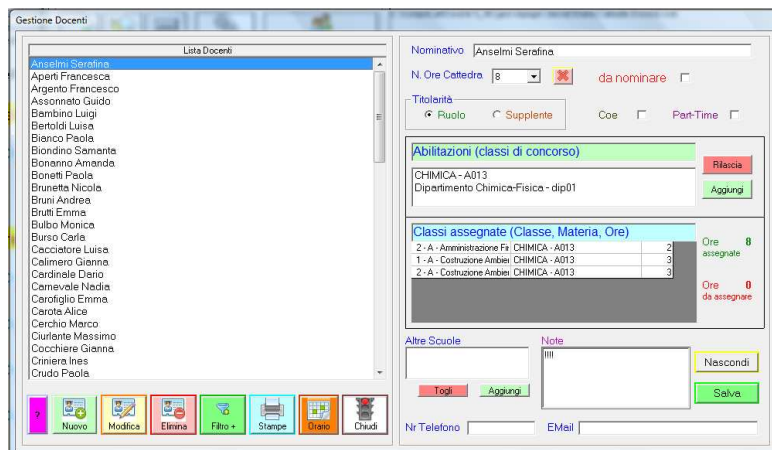 Gestione Docenti
Lista Docenti
Anselmi Serafina
Aperti Francesca
Argento Francesco
Assonnato Guido
Bambino Luigi
Bertoldi Luisa
Bianco Paola
Biondino Samanta
Bonanno Amanda
Bonetti Paola
Brunetta Nicola
Bruni Andrea
Brutti Emma
Bulbo Monica
Burso Carla
Cacciatore Luisa
Calimero Gianna
Cardinale Dario
Carnevale Nadia
Carofiglio Emma
Carota Alice
Cerchio Marco
Ciurlante Massimo
Cocchiere Gianna
Criniera Ines
Crudo Paola
? Nuovo Modifica Elimina Filtro + Stampe Orario Chiudi
Nominativo Anselmi Serafina
N. Ore Cattedra 8 da nominare
Titolarità
Ruolo Supplente Coe Part-Time
Abilitazioni (classi di concorso)
CHIMICA - A013
Dipartimento Chimica-Fisica - dip01
Rilascia
Aggiungi
Classi assegnate (Classe, Materia, Ore)
2 - A - Amministrazione Fir CHIMICA - A013 2
1 - A - Costruzione Ambier CHIMICA - A013 3
2 - A - Costruzione Ambier CHIMICA - A013 3
Ore 8
assegnate
Ore 0
da assegnare
Altre Scuole
Togli Aggiungi
Note
!!!!
Nascondi
Salva
Nr Telefono EMail